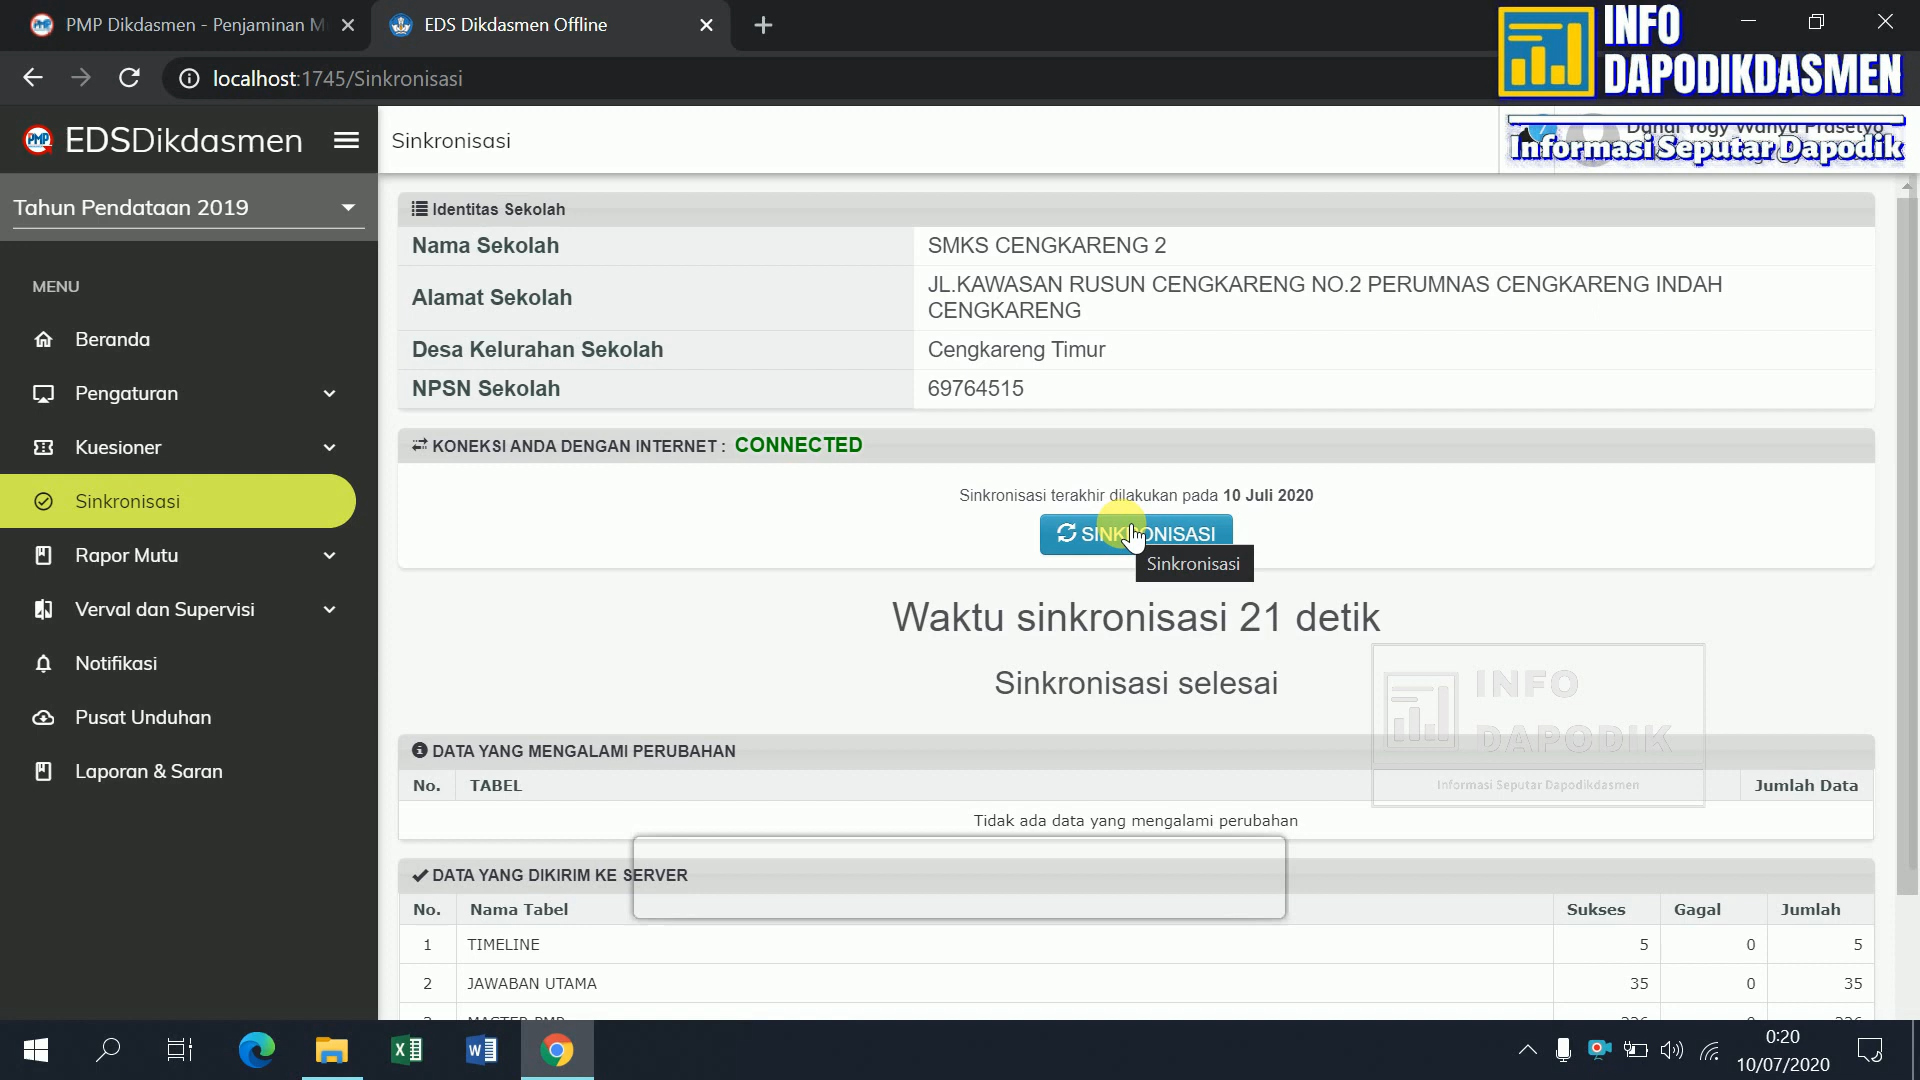 PMP Dikdasmen - Penjaminan M
EDS Dikdasmen Offline
INFO
DAPODIKDASMEN
localhost:1745/Sinkronisasi
EDSDikdasmen
Sinkronisasi
Informasi Seputar Dapodik
Tahun Pendataan 2019
MENU
Beranda
Pengaturan
Kuesioner
Sinkronisasi
Rapor Mutu
Verval dan Supervisi
Notifikasi
Pusat Unduhan
Laporan & Saran
Identitas Sekolah
Nama Sekolah SMKS CENGKARENG 2
Alamat Sekolah JL.KAWASAN RUSUN CENGKARENG NO.2 PERUMNAS CENGKARENG INDAH
CENGKARENG
Desa Kelurahan Sekolah Cengkareng Timur
NPSN Sekolah 69764515
KONEKSI ANDA DENGAN INTERNET : CONNECTED
Sinkronisasi terakhir dilakukan pada 10 Juli 2020
SINKRONISASI
Sinkronisasi
Waktu sinkronisasi 21 detik
Sinkronisasi selesai
INFO
DAPODIK
Informasi Seputar Dapodikdasmen
DATA YANG MENGALAMI PERUBAHAN
No. TABEL Jumlah Data
Tidak ada data yang mengalami perubahan
DATA YANG DIKIRIM KE SERVER
No. Nama Tabel Sukses Gagal Jumlah
1 TIMELINE 5 0 5
2 JAWABAN UTAMA 35 0 35
0:20
10/07/2020